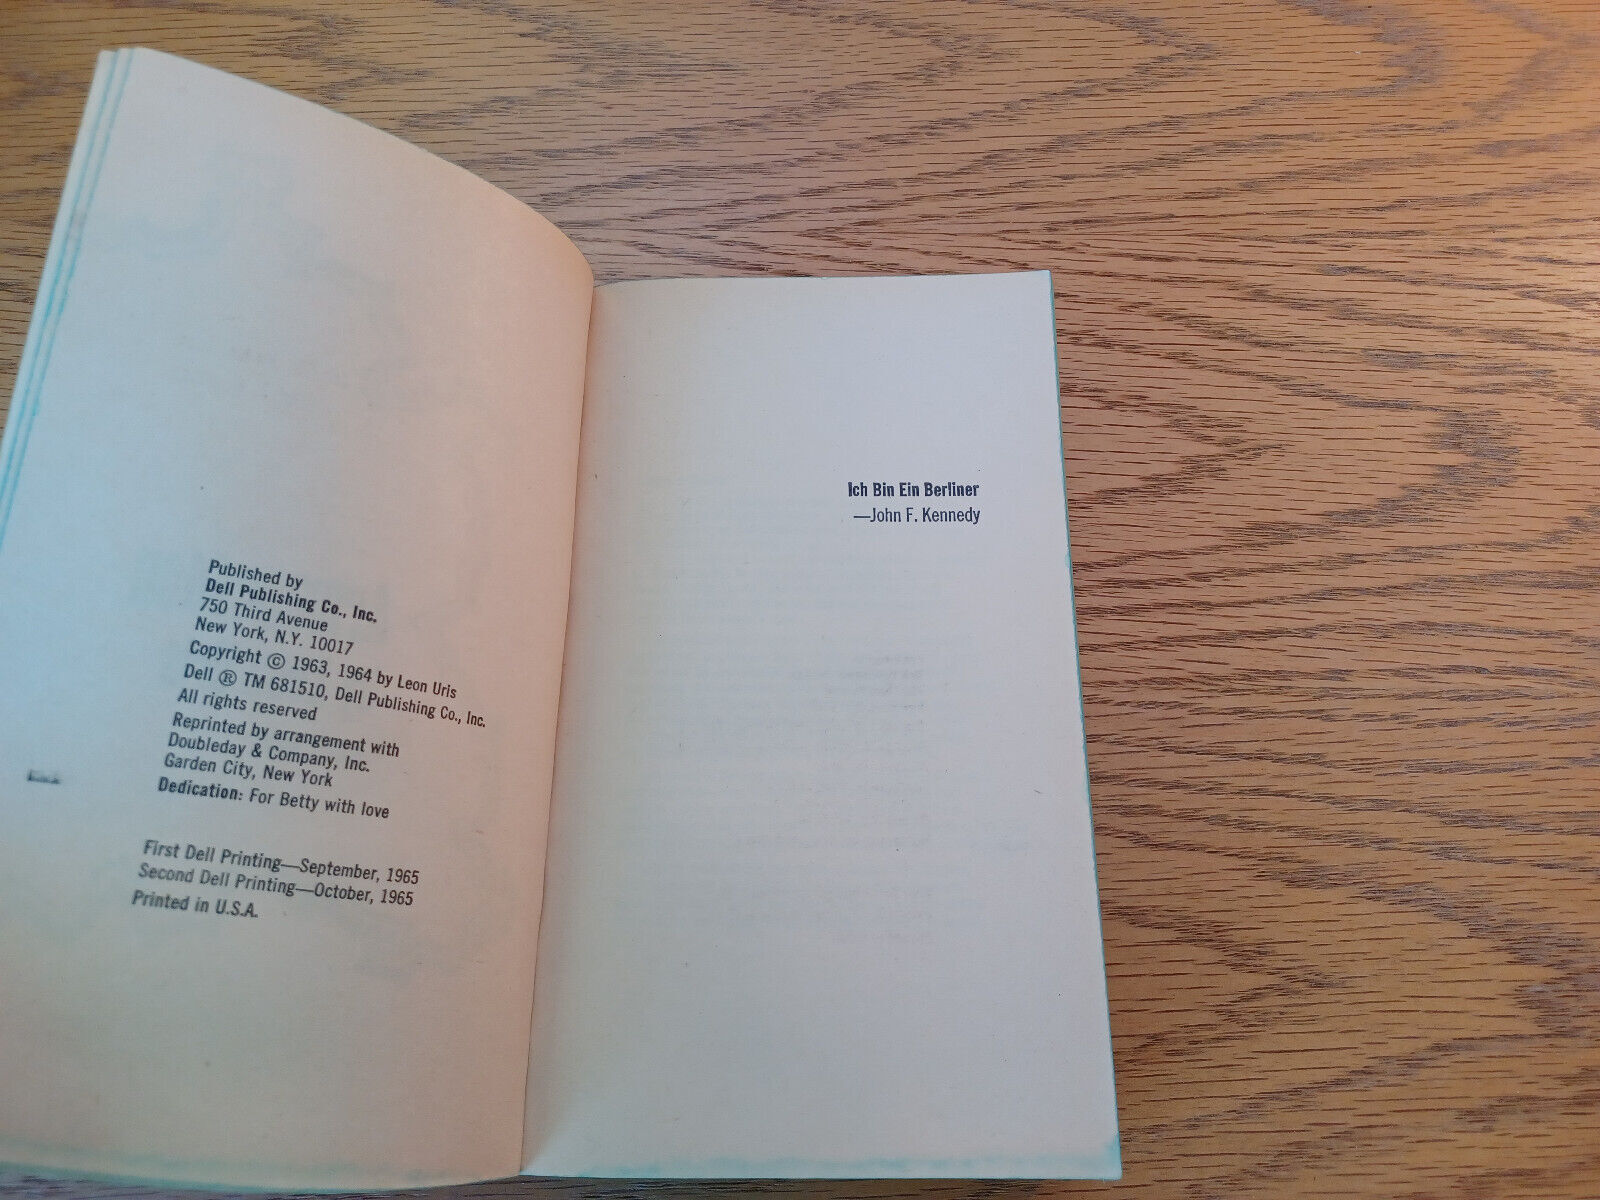 Published by
Dell Publishing Co., Inc.
750 Third Avenue
New York, N.Y. 10017
Copyright © 1963, 1964 by Leon Uris
Dell ® TM 681510, Dell Publishing Co., Inc.
All rights reserved
Reprinted by arrangement with
Doubleday & Company, Inc.
Garden City, New York
Dedication: For Betty with love
First Dell Printing—September, 1965
Second Dell Printing—October, 1965
Printed in U.S.A.
Ich Bin Ein Berliner
—John F. Kennedy